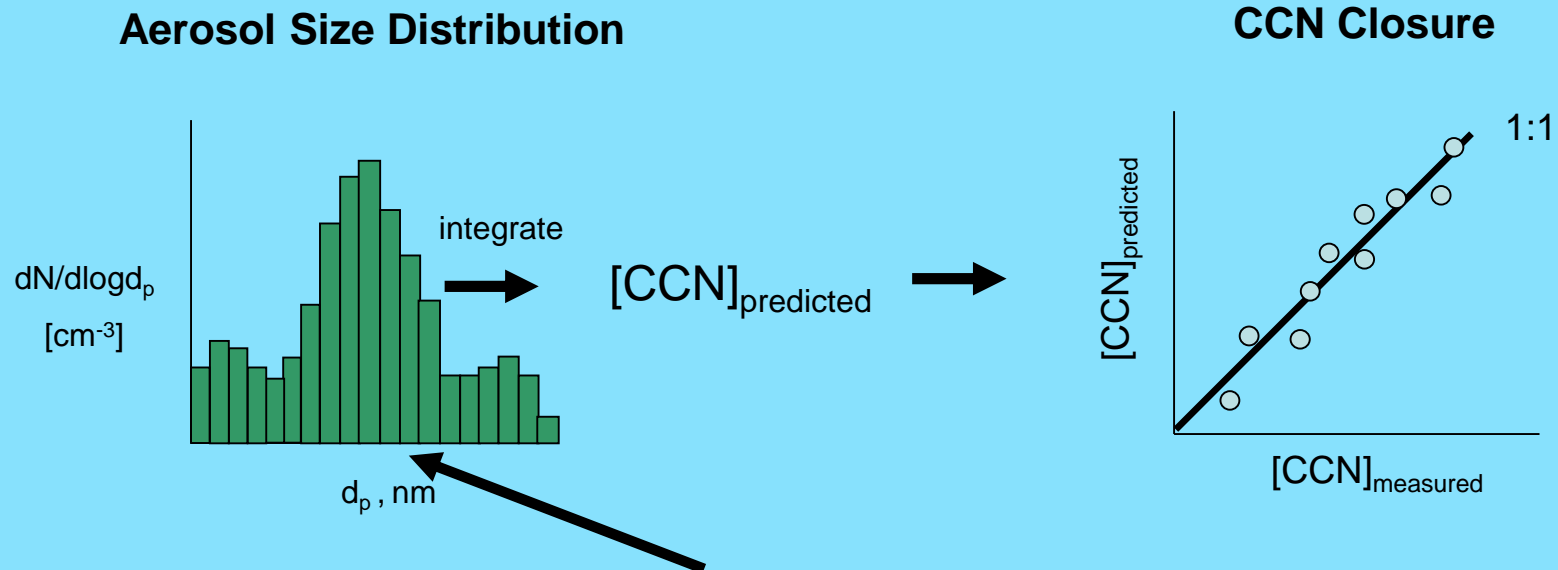 Aerosol Size Distribution
CCN Closure
dN/dlogdp
[cm-3]
integrate
[CCN]predicted
dp , nm
[CCN]predicted
1:1
[CCN]measured